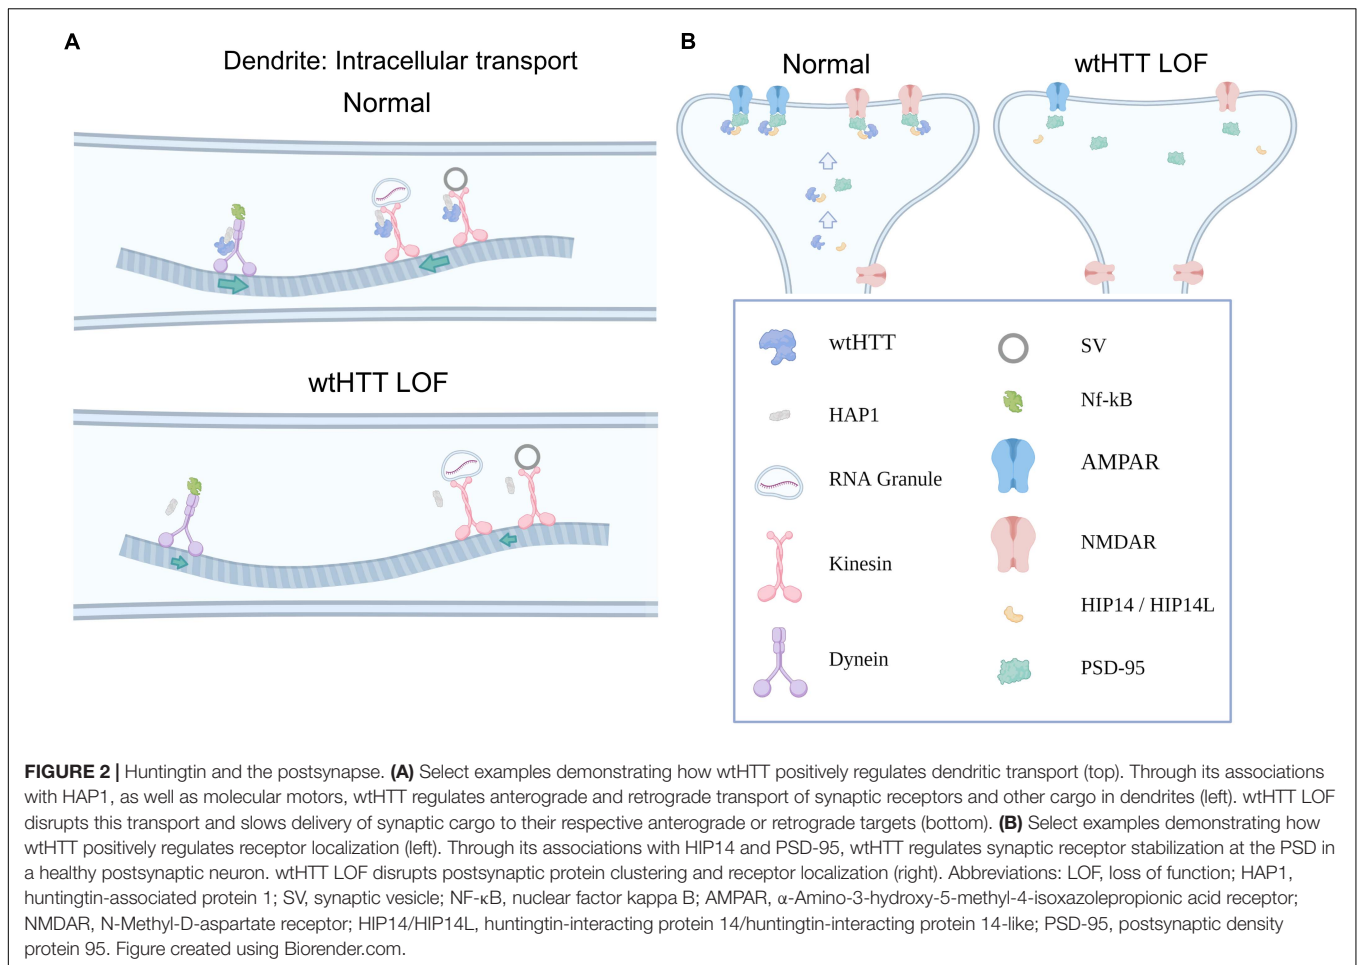 A
Dendrite: Intracellular transport
Normal
wtHTT LOF
B
Normal
wtHTT LOF
wtHTT
HAP1
RNA Granule
Kinesin
Dynein
SV
Nf-kB
AMPAR
NMDAR
HIP14 / HIP14L
PSD-95
FIGURE 2 | Huntingtin and the postsynapse. (A) Select examples demonstrating how wtHTT positively regulates dendritic transport (top). Through its associations
with HAP1, as well as molecular motors, wtHTT regulates anterograde and retrograde transport of synaptic receptors and other cargo in dendrites (left). wtHTT LOF
disrupts this transport and slows delivery of synaptic cargo to their respective anterograde or retrograde targets (bottom). (B) Select examples demonstrating how
wtHTT positively regulates receptor localization (left). Through its associations with HIP14 and PSD-95, wtHTT regulates synaptic receptor stabilization at the PSD in
a healthy postsynaptic neuron. wtHTT LOF disrupts postsynaptic protein clustering and receptor localization (right). Abbreviations: LOF, loss of function; HAP1,
huntingtin-associated protein 1; SV, synaptic vesicle; NF-κB, nuclear factor kappa B; AMPAR, α-Amino-3-hydroxy-5-methyl-4-isoxazolepropionic acid receptor;
NMDAR, N-Methyl-D-aspartate receptor; HIP14/HIP14L, huntingtin-interacting protein 14/huntingtin-interacting protein 14-like; PSD-95, postsynaptic density
protein 95. Figure created using Biorender.com.